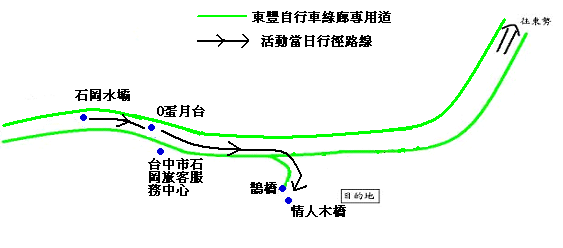 東豐自行車綠廊專用道
活動當日行徑路線
往東勢
石岡水壩
0蛋月台
台中市石
岡旅客服
務中心
鵲橋
目的地
情人木橋